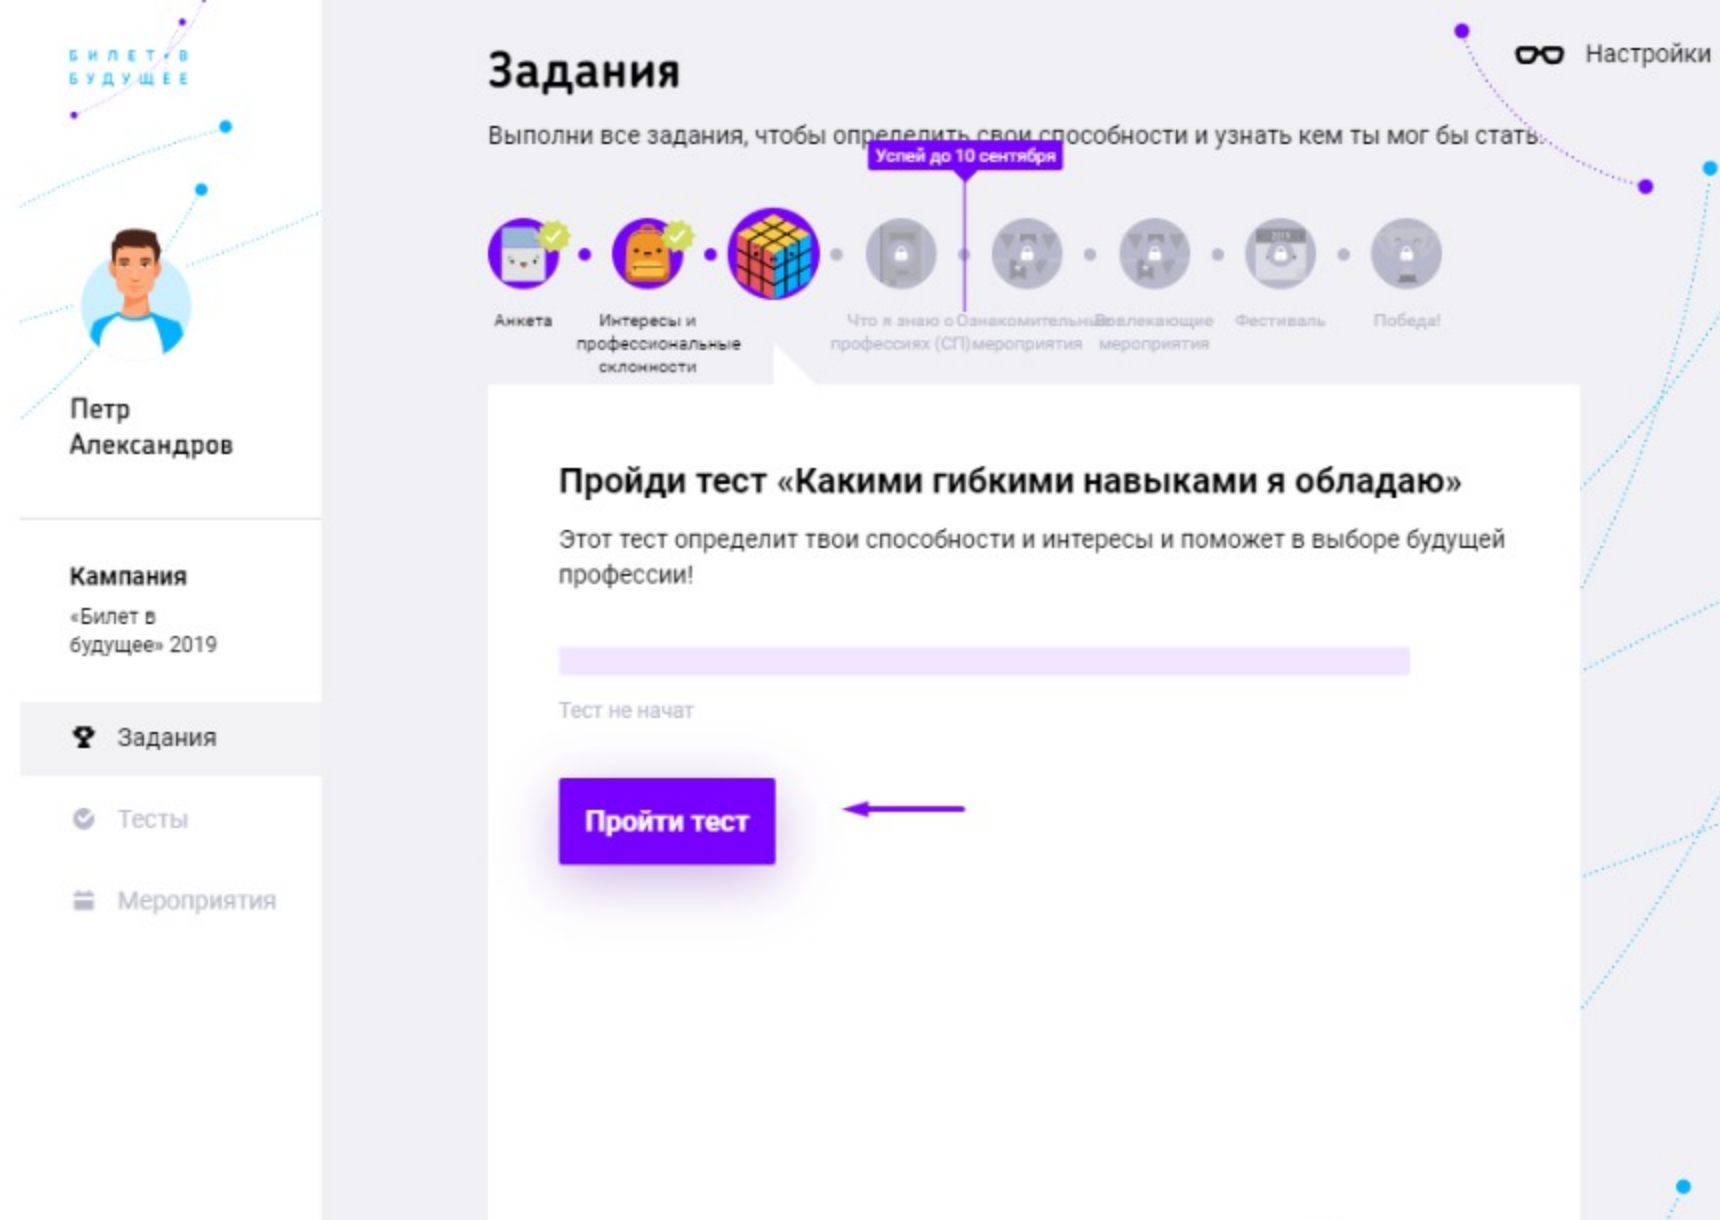 БИЛЕТ·В
БУДУЩЕЕ
Петр
Александров
Кампания
«Билет в
будущее» 2019
Задания
Тесты
Мероприятия
Настройки
Задания
Выполни все задания, чтобы определить свои способности и узнать кем ты мог бы стать.
Успей до 10 сентября
2019
Анкета
Интересы и
профессиональные
склонности
Что я знаю о
профессиях (СП)
Ознакомительные
мероприятия
Вовлекающие
мероприятия
Фестиваль
Победа!
Пройди тест «Какими гибкими навыками я обладаю»
Этот тест определит твои способности и интересы и поможет в выборе будущей
профессии!
Тест не начат
Пройти тест